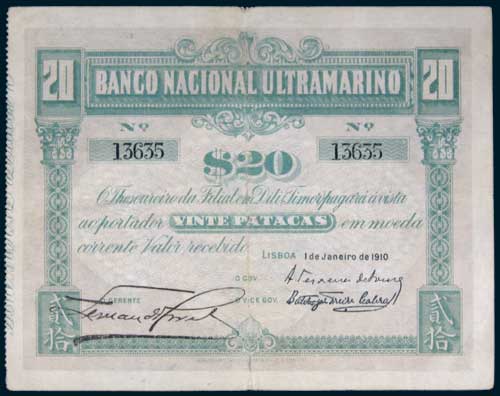 20 BANCO NACIONAL ULTRAMARINO 20
Nº Nº
13635 $20 13635
O Thesoureiro da Filial em Dili Timor pagará á vista
ao portador VINTE PATACAS em moeda
corrente Valor recebido
LISBOA 1 de Janeiro de 1910
O GOV.
O GERENTE O VICE GOV.
贰拾 贰拾